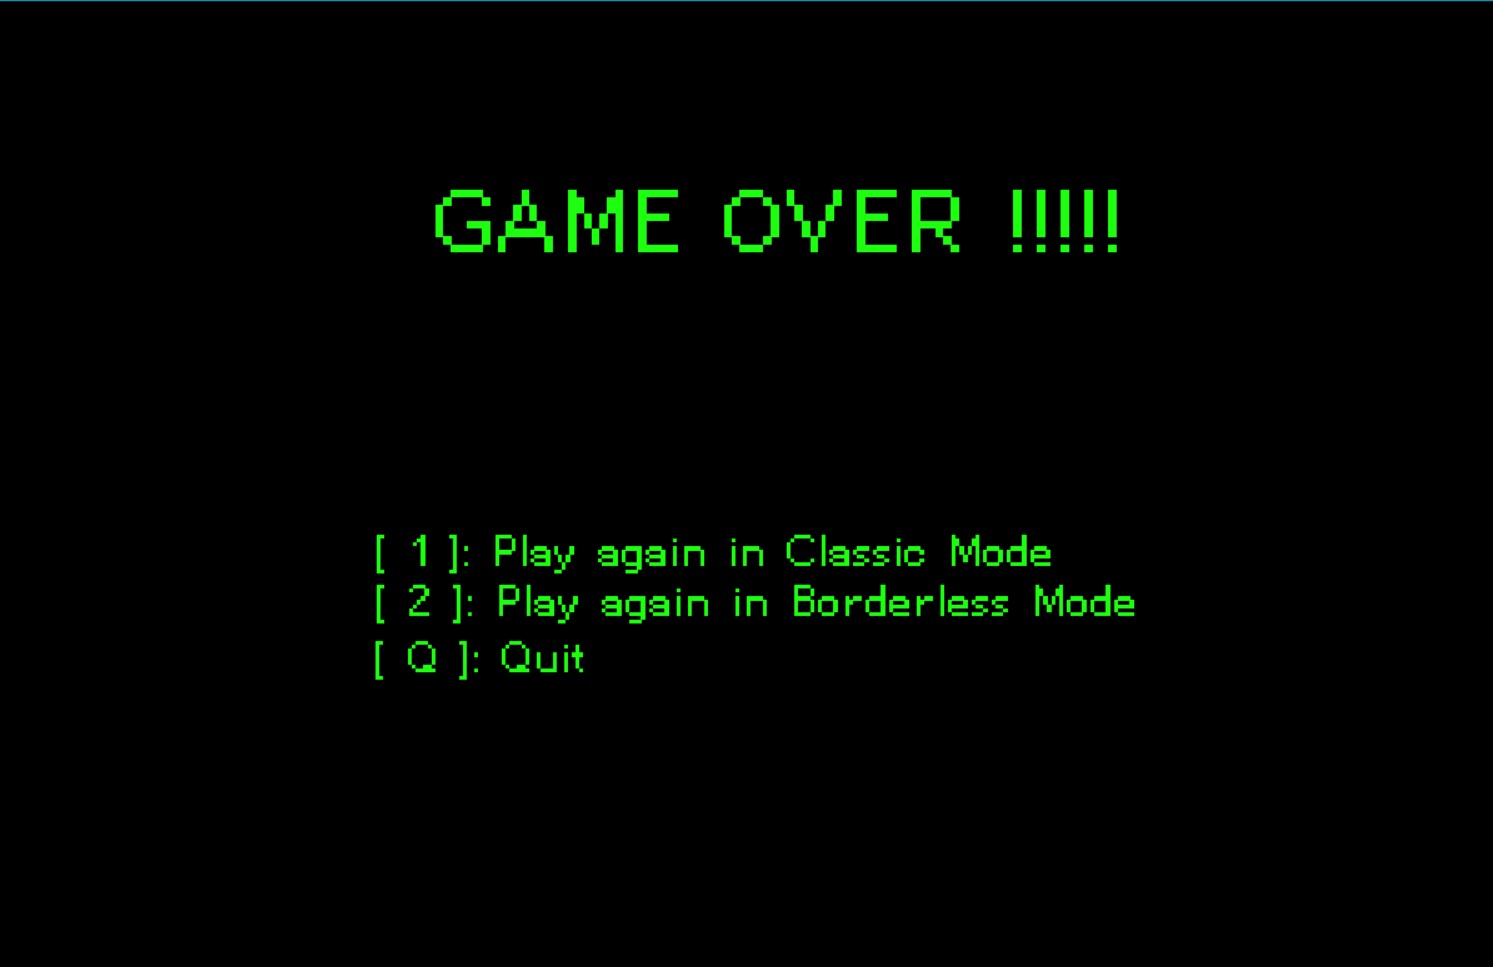 GAME OVER !!!!!
[ 1 ]: Play again in Classic Mode
[ 2 ]: Play again in Borderless Mode
[ Q ]: Quit